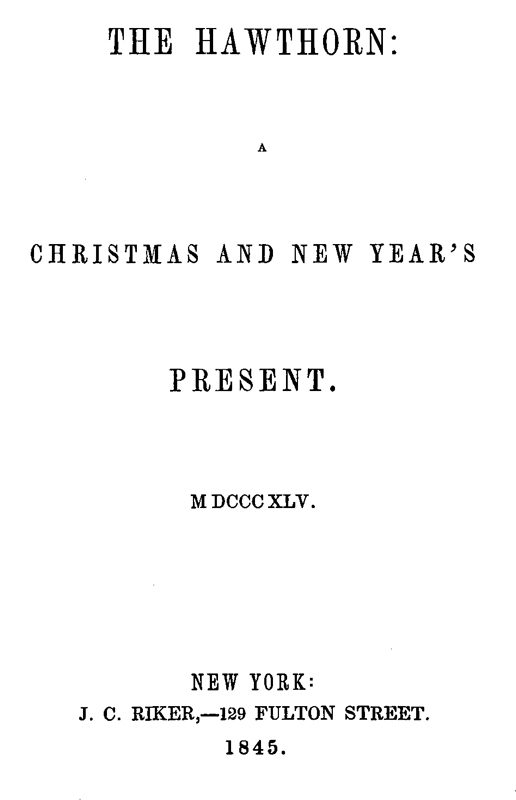 THE HAWTHORN:
A
CHRISTMAS AND NEW YEAR'S
PRESENT.
M DCCC XLV.
NEW YORK:
J. C. RIKER,—129 FULTON STREET.
1845.